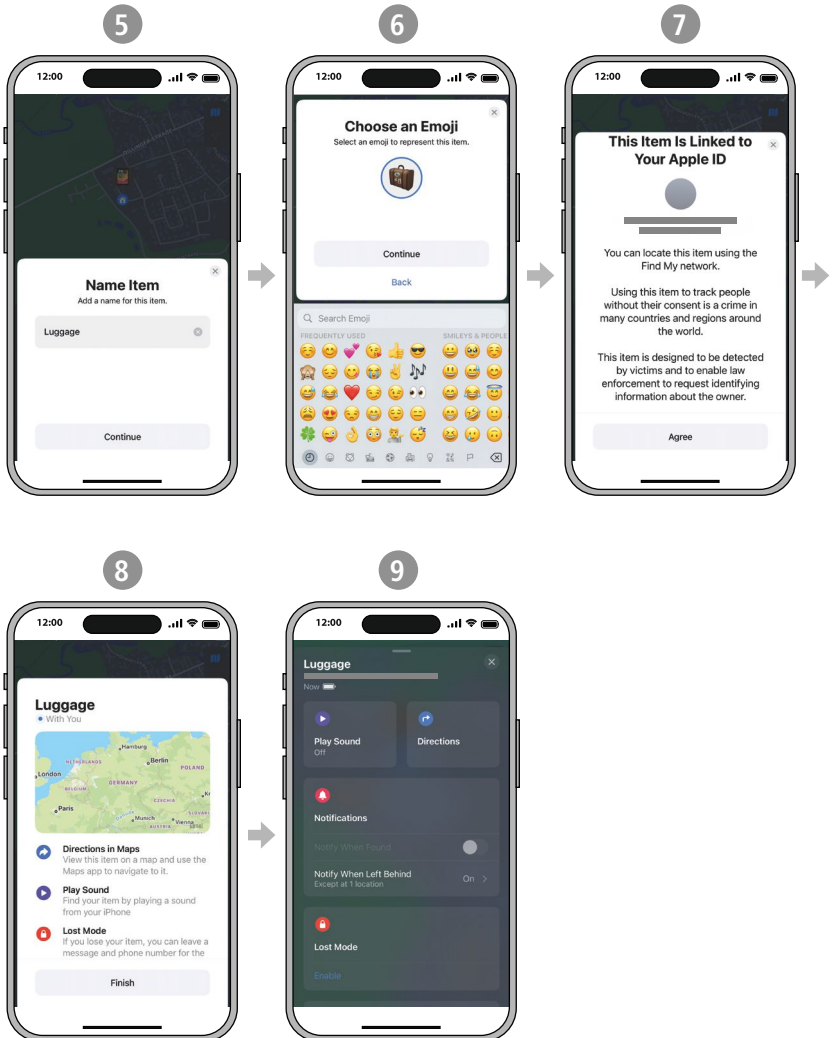 5
6
7
12:00
Name Item
Add a name for this item.
Luggage
Continue
12:00
Choose an Emoji
Select an emoji to represent this item.
Continue
Back
Search Emoji
FREQUENTLY USED
SMILEYS & PEOPLE
12:00
This Item Is Linked to
Your Apple ID
You can locate this item using the
Find My network.
Using this item to track people
without their consent is a crime in
many countries and regions around
the world.
This item is designed to be detected
by victims and to enable law
enforcement to request identifying
information about the owner.
Agree
8
9
12:00
Luggage
With You
Hamburg
NETHERLANDS
Berlin
POLAND
London
GERMANY
BELGIUM
CZECHIA
Paris
Munich
Vienna
AUSTRIA
Directions in Maps
View this item on a map and use the
Maps app to navigate to it.
Play Sound
Find your item by playing a sound
from your iPhone
Lost Mode
If you lose your item, you can leave a
message and phone number for the
Finish
12:00
Luggage
Now
Play Sound
Off
Directions
Notifications
Notify When Found
Notify When Left Behind
Except at 1 location
On
Lost Mode
Enable